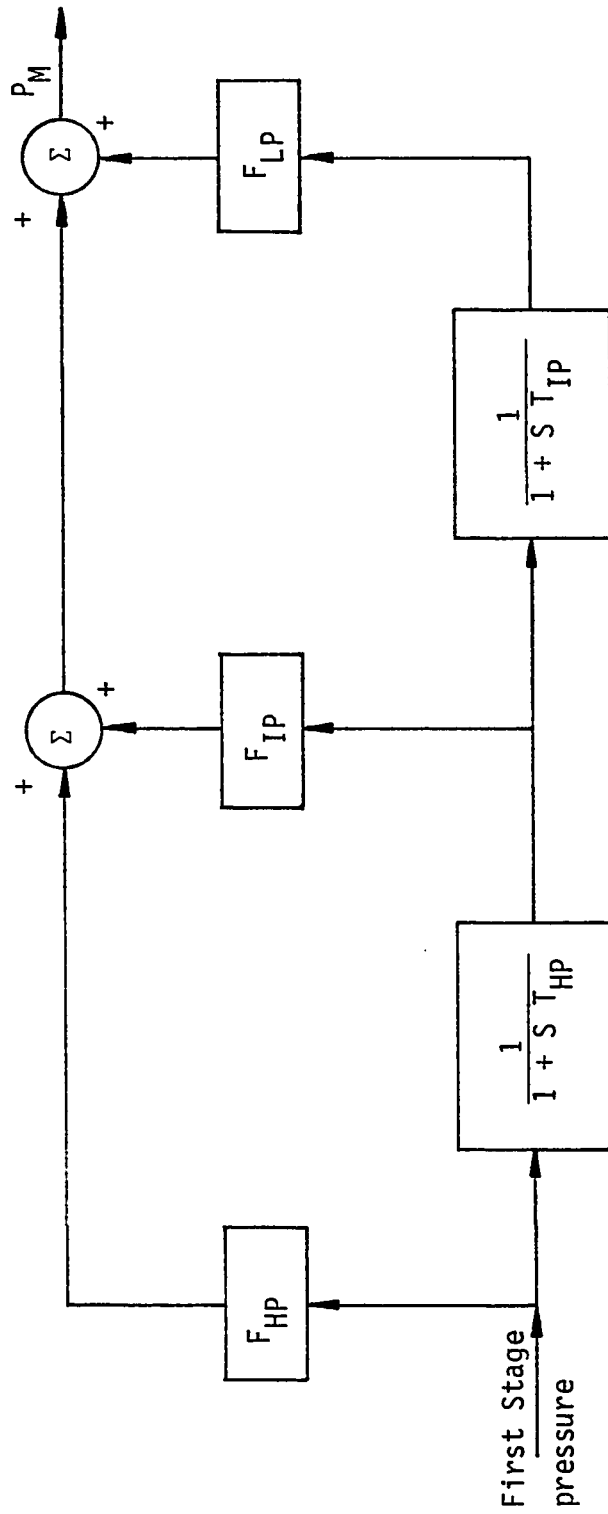 P_M
+
Σ
+
+
Σ
+
F_HP
F_IP
F_LP
First Stage
pressure
1
1 + S T_HP
1
1 + S T_IP